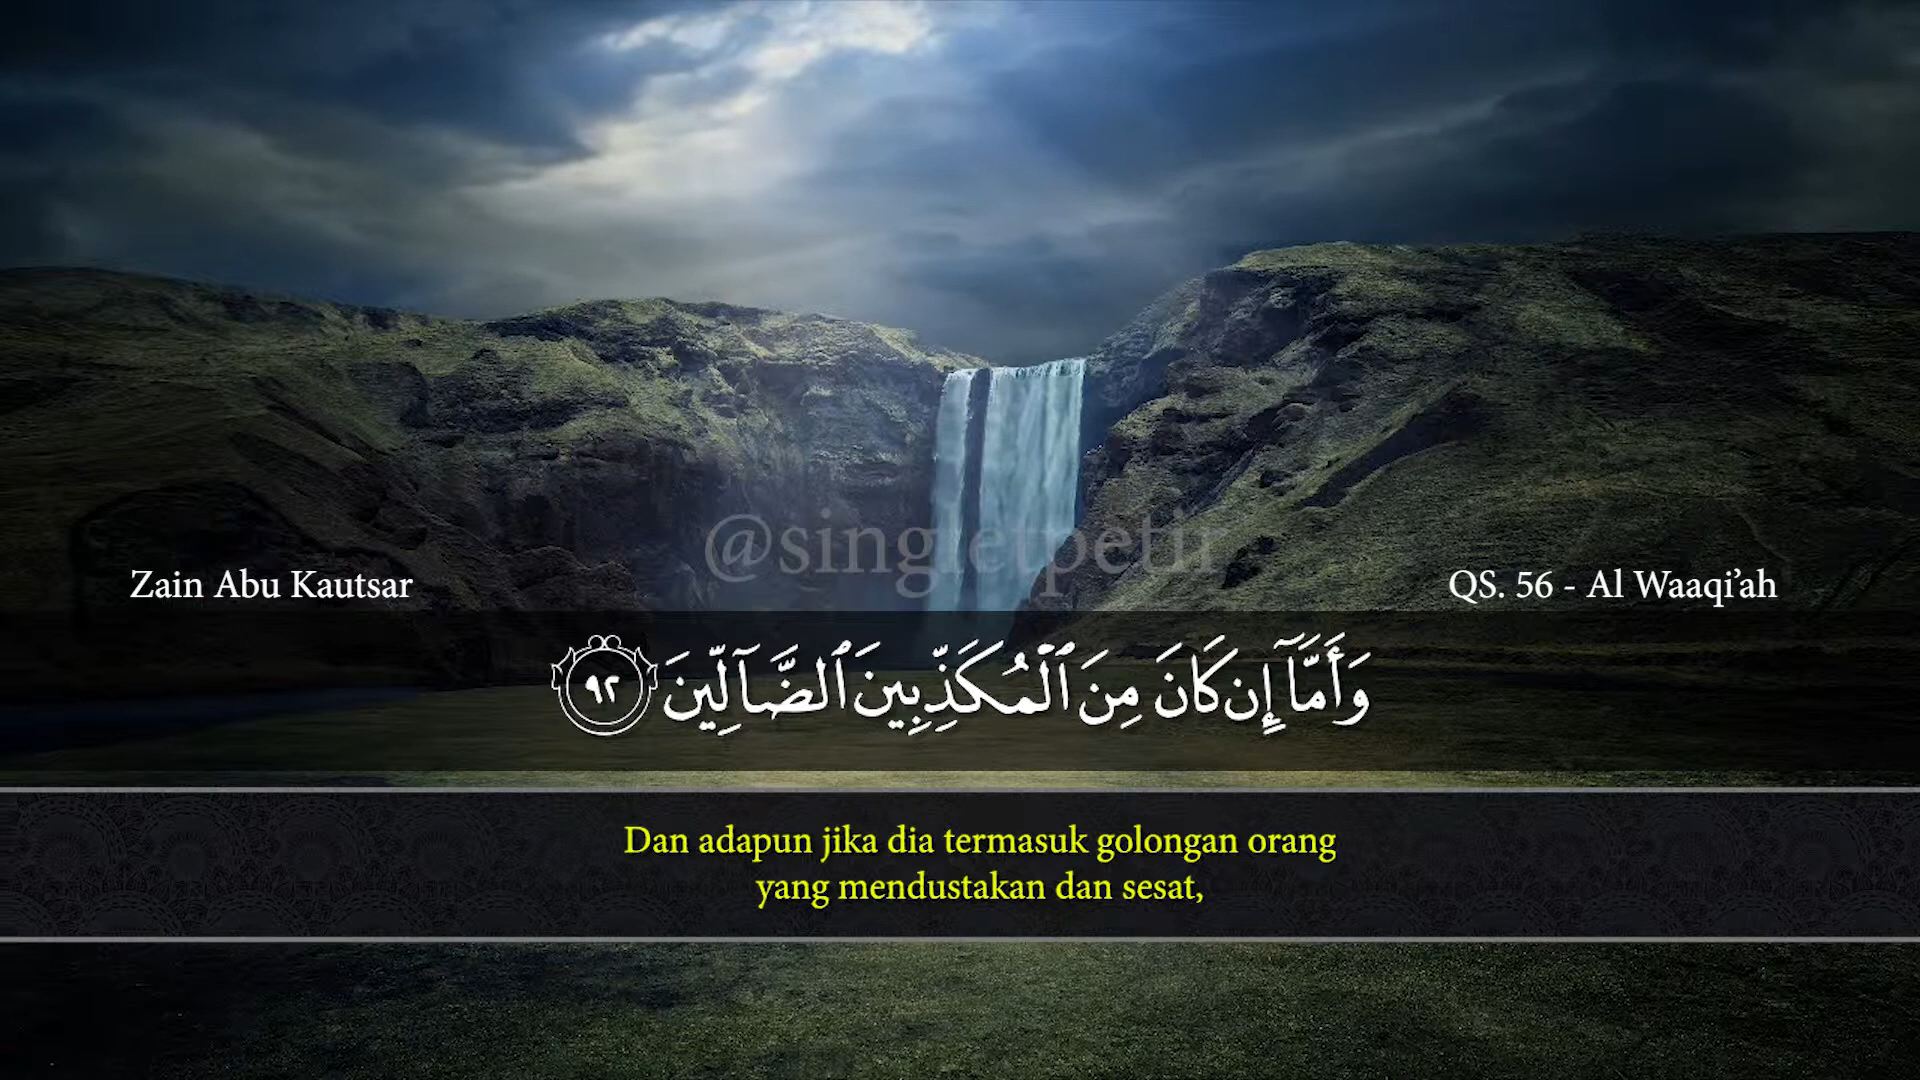 @singletpetir
Zain Abu Kautsar
QS. 56 - Al Waaqi’ah
وَأَمَّآ إِن كَانَ مِنَ ٱلْمُكَذِّبِينَ ٱلضَّآلِّينَ ٩٢
Dan adapun jika dia termasuk golongan orang
yang mendustakan dan sesat,